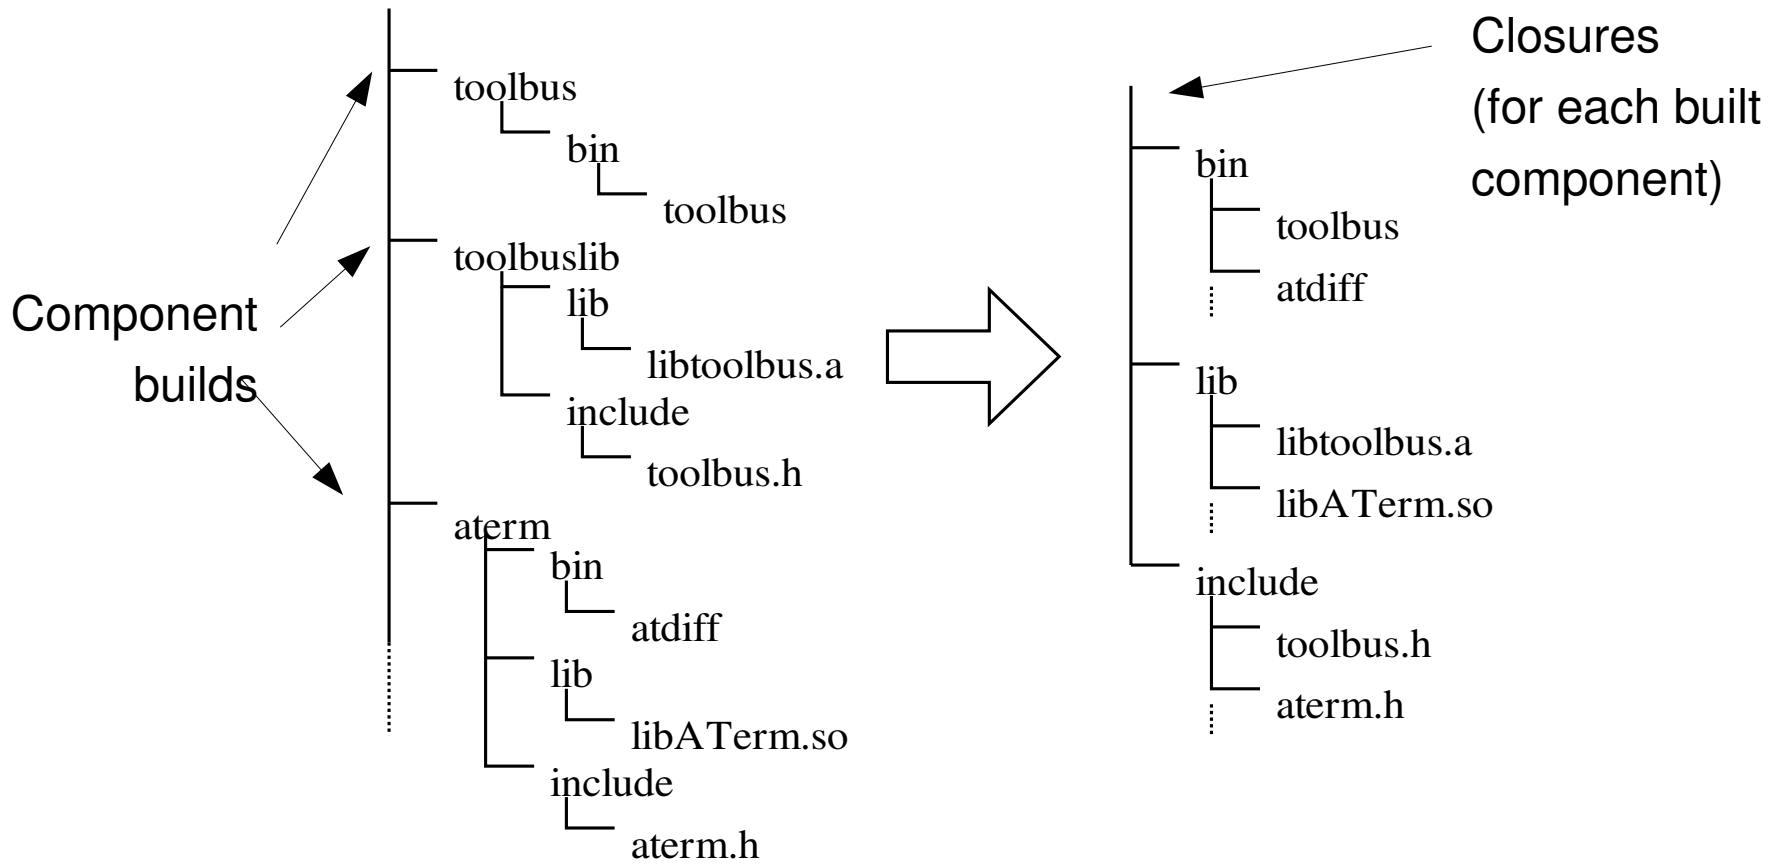 toolbus
bin
toolbus
toolbuslib
lib
libtoolbus.a
include
toolbus.h
aterm
bin
atdiff
lib
libATerm.so
include
aterm.h
Component
builds
Closures
(for each built
component)
bin
toolbus
atdiff
lib
libtoolbus.a
libATerm.so
include
toolbus.h
aterm.h